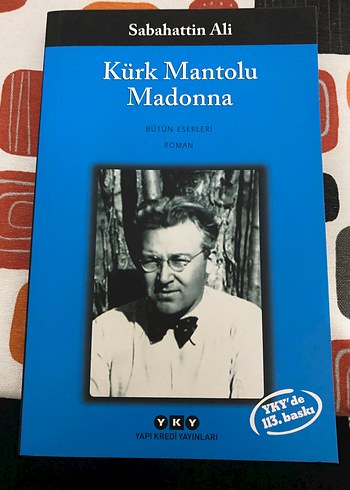 Sabahattin Ali
Kürk Mantolu
Madonna
BÜTÜN ESERLERİ
ROMAN
YKY'de
113. baskı
YKY
YAPI KREDİ YAYINLARI